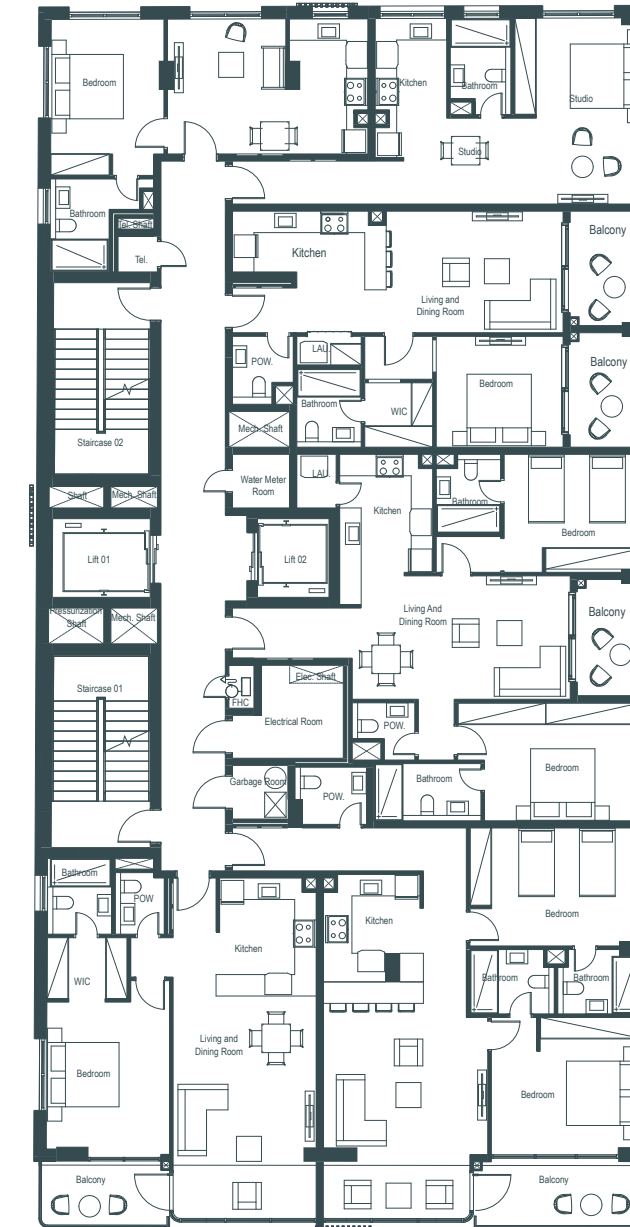 Bedroom
Kitchen
Bathroom
Studio
Studio
Bathroom
Tel. Shaft
Tel.
Kitchen
Balcony
Living and
Dining Room
POW.
LAU.
Balcony
Bedroom
Bathroom
WIC
Mech. Shaft
Staircase 02
Water Meter
Room
LAU.
Shaft
Mech. Shaft
Kitchen
Bathroom
Bedroom
Lift 01
Lift 02
Pressurization
Shaft
Mech. Shaft
Living And
Dining Room
Balcony
Staircase 01
Elec. Shaft
FHC
Electrical Room
POW.
Garbage Room
POW.
Bathroom
Bedroom
Bathroom
POW
Kitchen
Kitchen
Bedroom
WIC
Bathroom
Bathroom
Living and
Dining Room
Bedroom
Bedroom
Balcony
Balcony